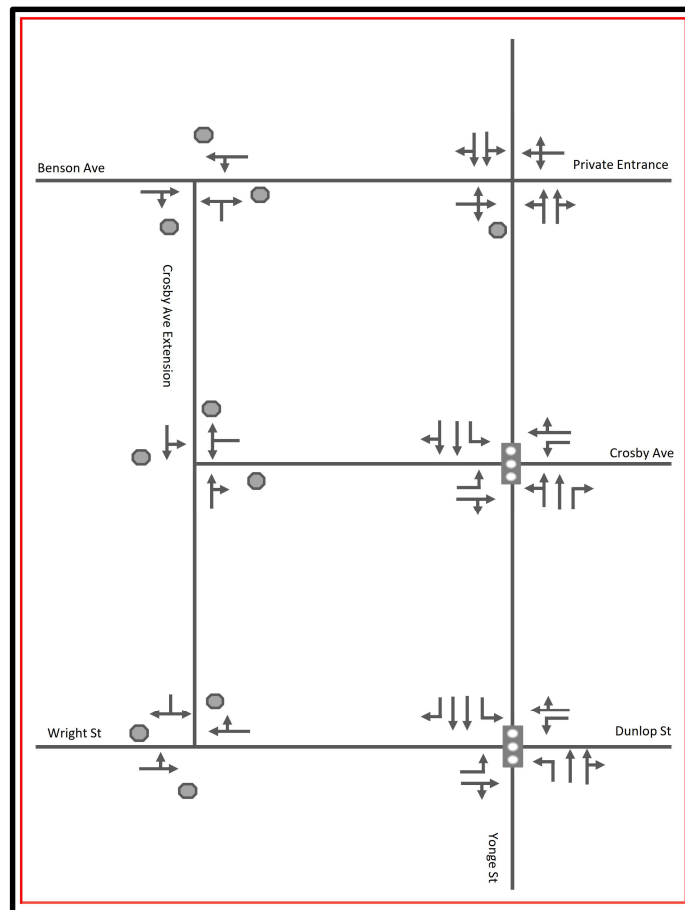 Benson Ave
Private Entrance
Crosby Ave Extension
Crosby Ave
Wright St
Dunlop St
Yonge St